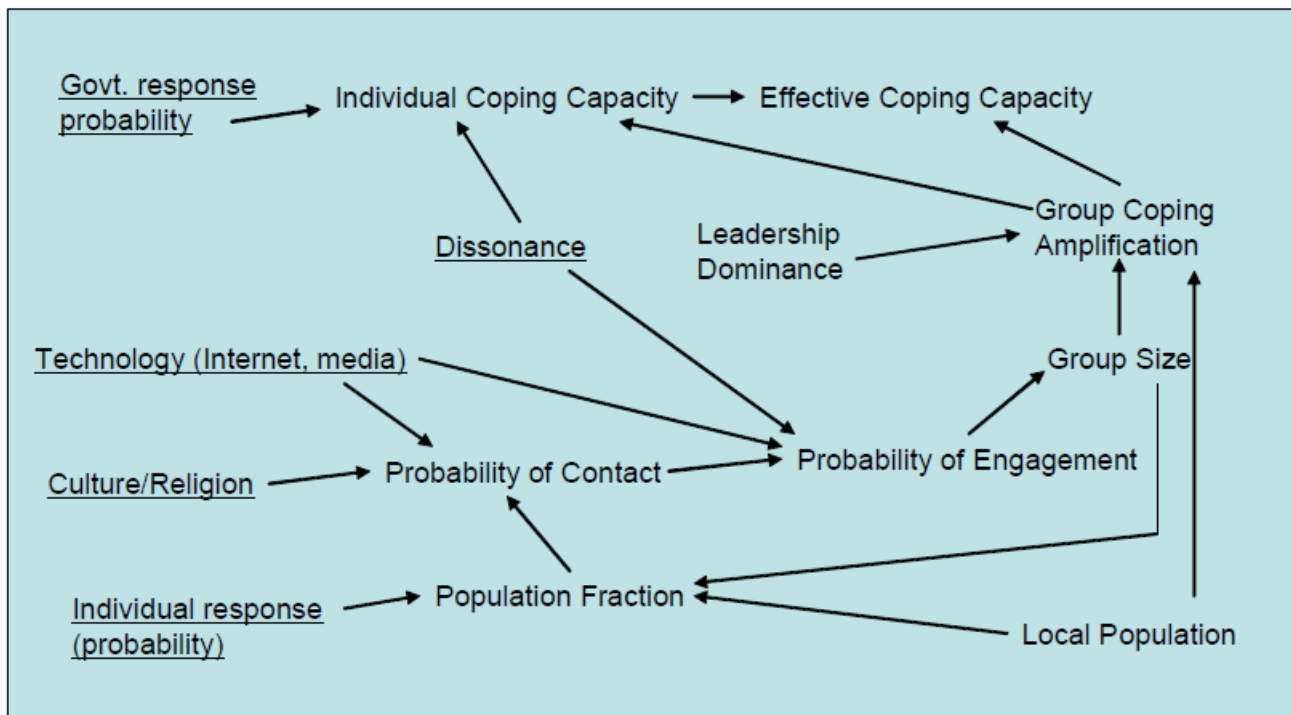 Govt. response
probability
Individual Coping Capacity
Effective Coping Capacity
Group Coping
Amplification
Leadership
Dominance
Dissonance
Technology (Internet, media)
Group Size
Probability of Contact
Probability of Engagement
Culture/Religion
Population Fraction
Individual response
(probability)
Local Population